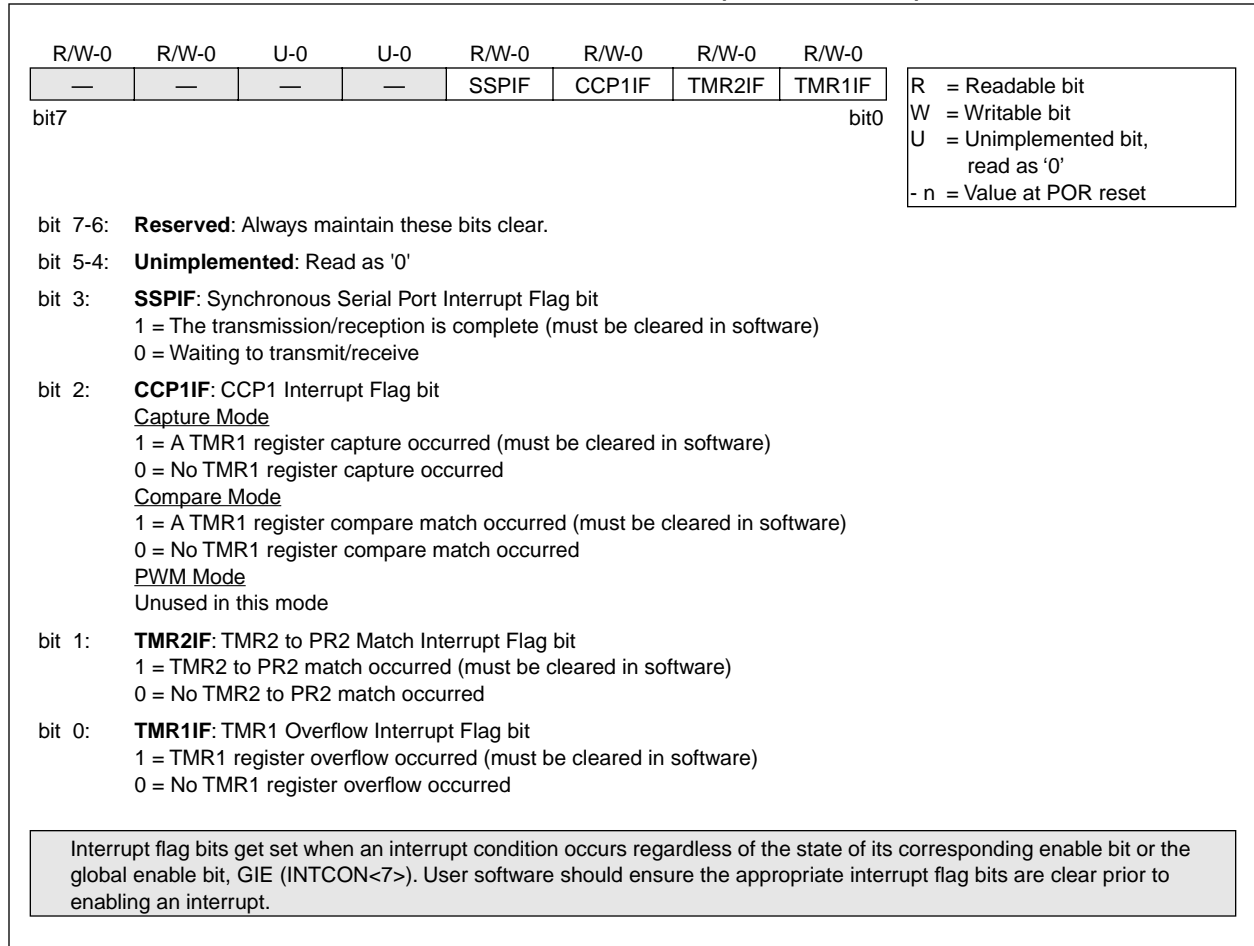 R/W-0 R/W-0 U-0 U-0 R/W-0 R/W-0 R/W-0 R/W-0
— — — — SSPIF CCP1IF TMR2IF TMR1IF
bit7 bit0
R = Readable bit
W = Writable bit
U = Unimplemented bit,
read as ‘0’
- n = Value at POR reset
bit 7-6: Reserved: Always maintain these bits clear.
bit 5-4: Unimplemented: Read as '0'
bit 3: SSPIF: Synchronous Serial Port Interrupt Flag bit
1 = The transmission/reception is complete (must be cleared in software)
0 = Waiting to transmit/receive
bit 2: CCP1IF: CCP1 Interrupt Flag bit
Capture Mode
1 = A TMR1 register capture occurred (must be cleared in software)
0 = No TMR1 register capture occurred
Compare Mode
1 = A TMR1 register compare match occurred (must be cleared in software)
0 = No TMR1 register compare match occurred
PWM Mode
Unused in this mode
bit 1: TMR2IF: TMR2 to PR2 Match Interrupt Flag bit
1 = TMR2 to PR2 match occurred (must be cleared in software)
0 = No TMR2 to PR2 match occurred
bit 0: TMR1IF: TMR1 Overflow Interrupt Flag bit
1 = TMR1 register overflow occurred (must be cleared in software)
0 = No TMR1 register overflow occurred
Interrupt flag bits get set when an interrupt condition occurs regardless of the state of its corresponding enable bit or the
global enable bit, GIE (INTCON<7>). User software should ensure the appropriate interrupt flag bits are clear prior to
enabling an interrupt.